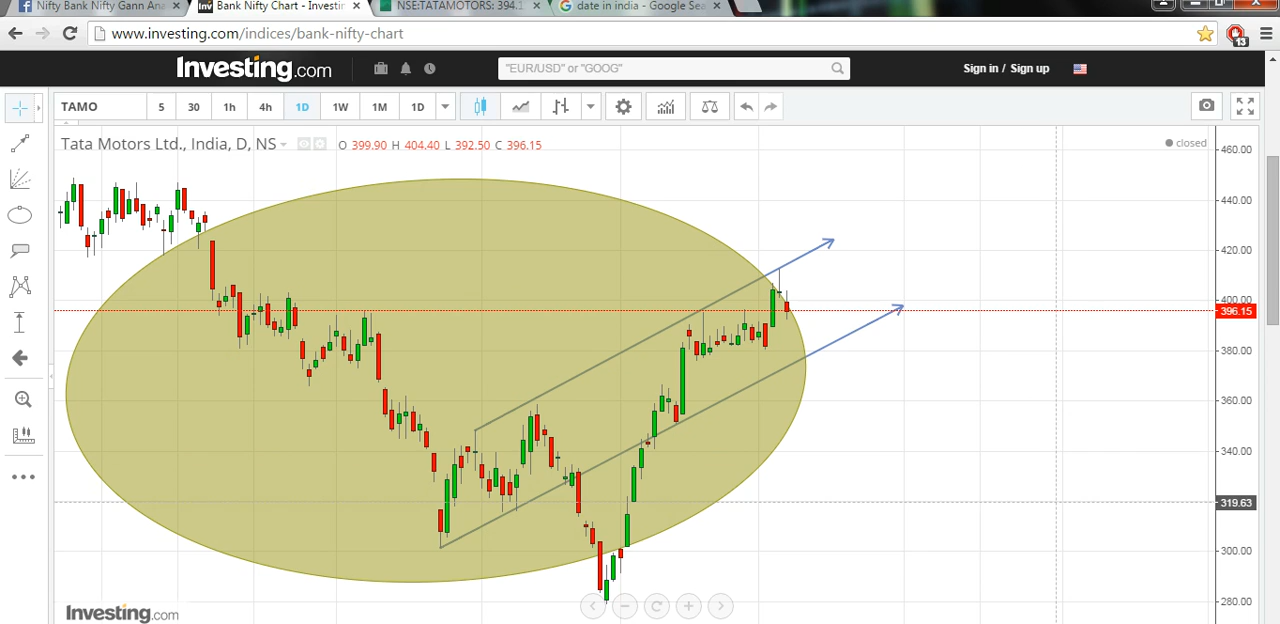 Nifty Bank Nifty Gann Ana
Bank Nifty Chart - Investin
NSE:TATAMOTORS: 394.1
date in india - Google Sea
www.investing.com/indices/bank-nifty-chart
13
Investing.com
"EUR/USD" or "GOOG"
Sign in / Sign up
TAMO 5 30 1h 4h 1D 1W 1M 1D
Tata Motors Ltd., India, D, NS O 399.90 H 404.40 L 392.50 C 396.15
closed
460.00
440.00
420.00
400.00
396.15
380.00
360.00
340.00
319.63
300.00
280.00
Investing.com